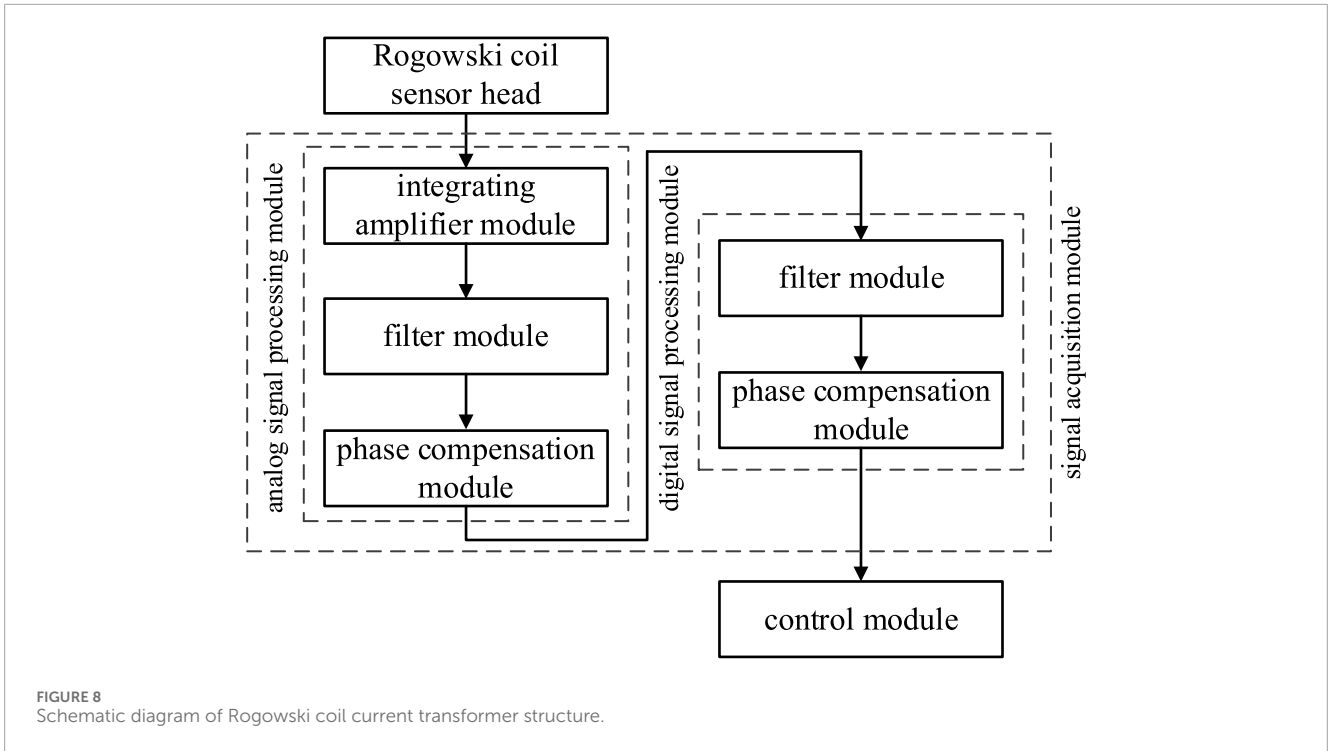 Rogowski coil
sensor head
analog signal processing module
integrating
amplifier module
filter module
phase compensation
module
digital signal processing module
filter module
phase compensation
module
signal acquisition module
control module
FIGURE 8
Schematic diagram of Rogowski coil current transformer structure.